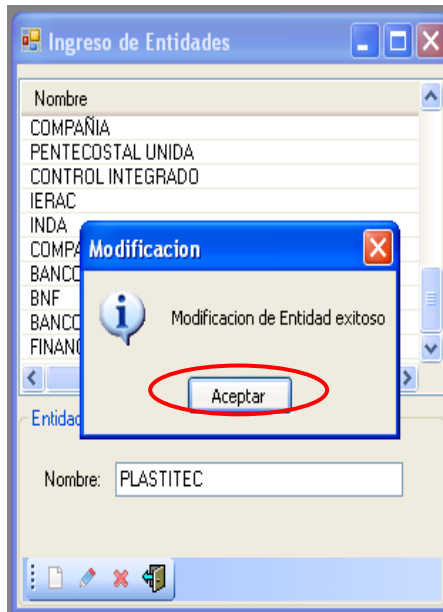 Ingreso de Entidades
Nombre
COMPAÑIA
PENTECOSTAL UNIDA
CONTROL INTEGRADO
IERAC
INDA
COMPA
BANCO
BNF
BANCO
FINANC
Modificacion
Modificacion de Entidad exitoso
Aceptar
Entidad
Nombre: PLASTITEC